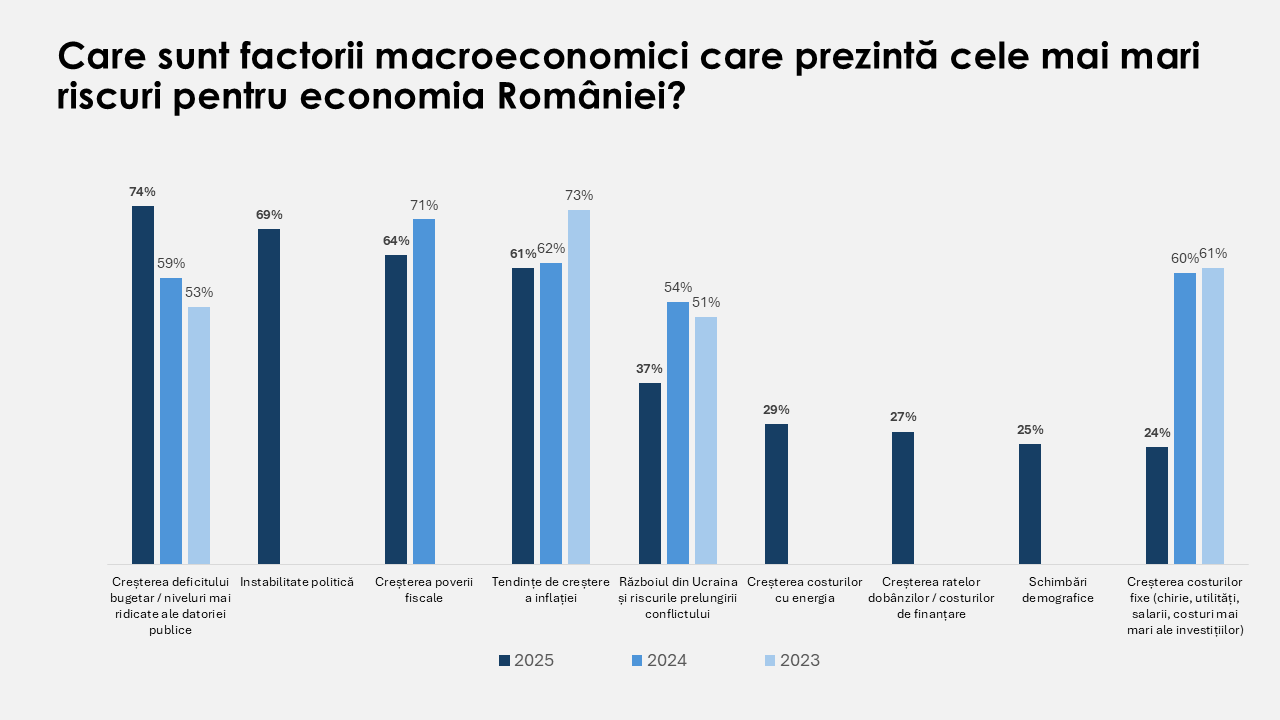 Care sunt factorii macroeconomici care prezintă cele mai mari
riscuri pentru economia României?
74%
59%
53%
69%
64%
71%
61%
62%
73%
37%
54%
51%
29%
27%
25%
24%
60%
61%
Creșterea deficitului
bugetar / niveluri mai
ridicate ale datoriei
publice
Instabilitate politică
Creșterea poverii
fiscale
Tendințe de creștere
a inflației
Războiul din Ucraina
și riscurile prelungirii
conflictului
Creșterea costurilor
cu energia
Creșterea ratelor
dobânzilor / costurilor
de finanțare
Schimbări
demografice
Creșterea costurilor
fixe (chirie, utilități,
salarii, costuri mai
mari ale investițiilor)
2025
2024
2023